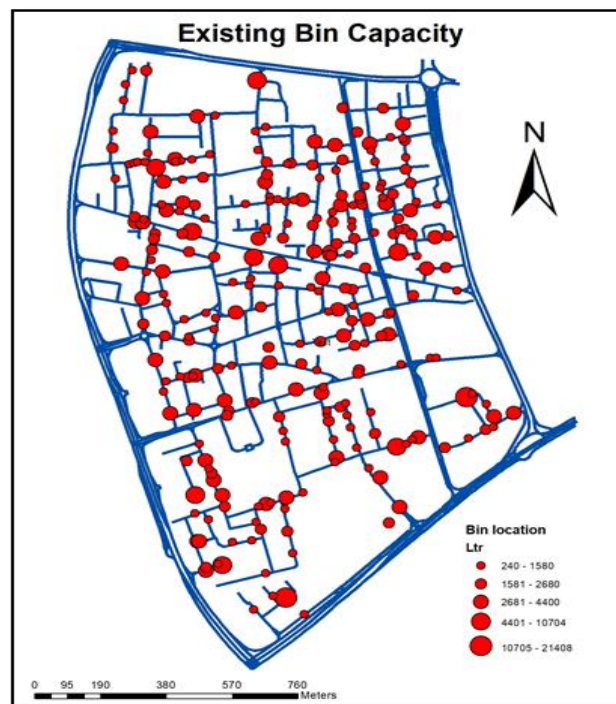 Existing Bin Capacity
N
Bin location
Ltr
240 - 1580
1581 - 2680
2681 - 4400
4401 - 10704
10705 - 21408
0 95 190 380 570 760
Meters